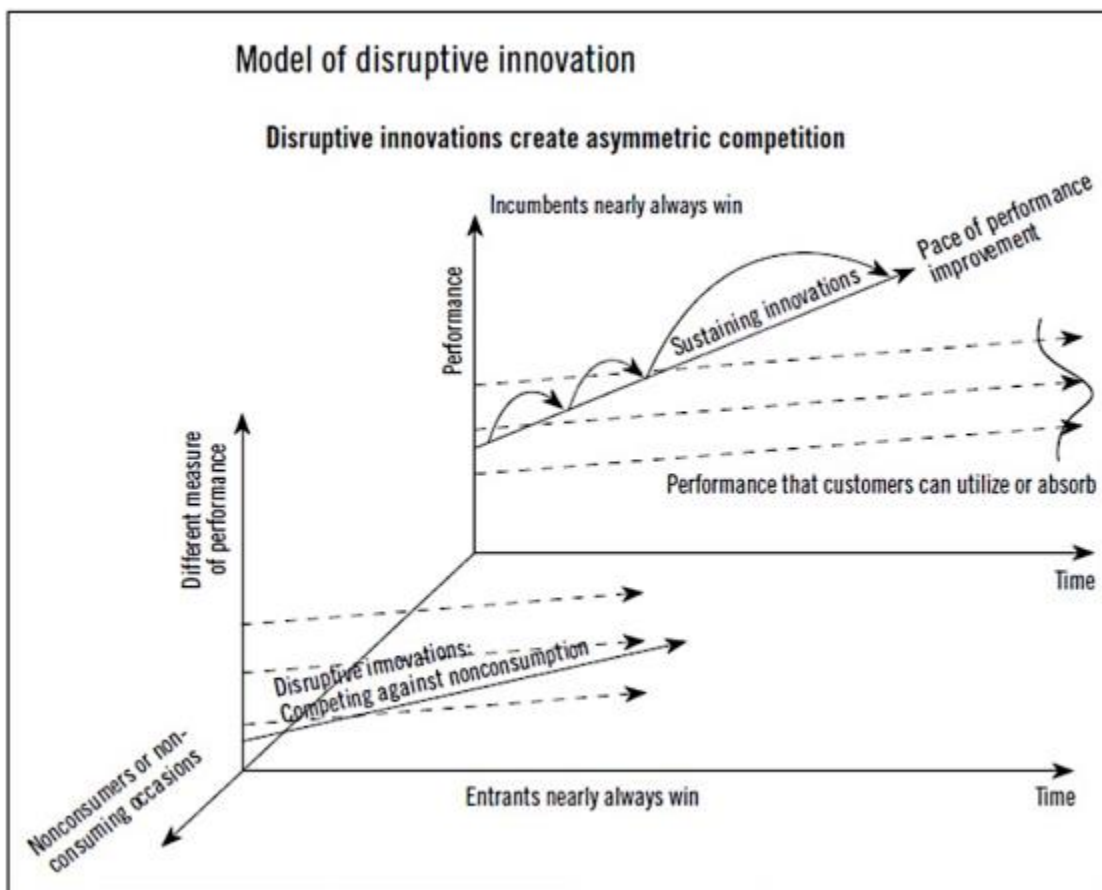 Model of disruptive innovation
Disruptive innovations create asymmetric competition
Incumbents nearly always win
Pace of performance
improvement
Performance
Sustaining innovations
Performance that customers can utilize or absorb
Time
Different measure
of performance
Disruptive innovations:
Competing against nonconsumption
Nonconsumers or non-
consuming occasions
Entrants nearly always win
Time